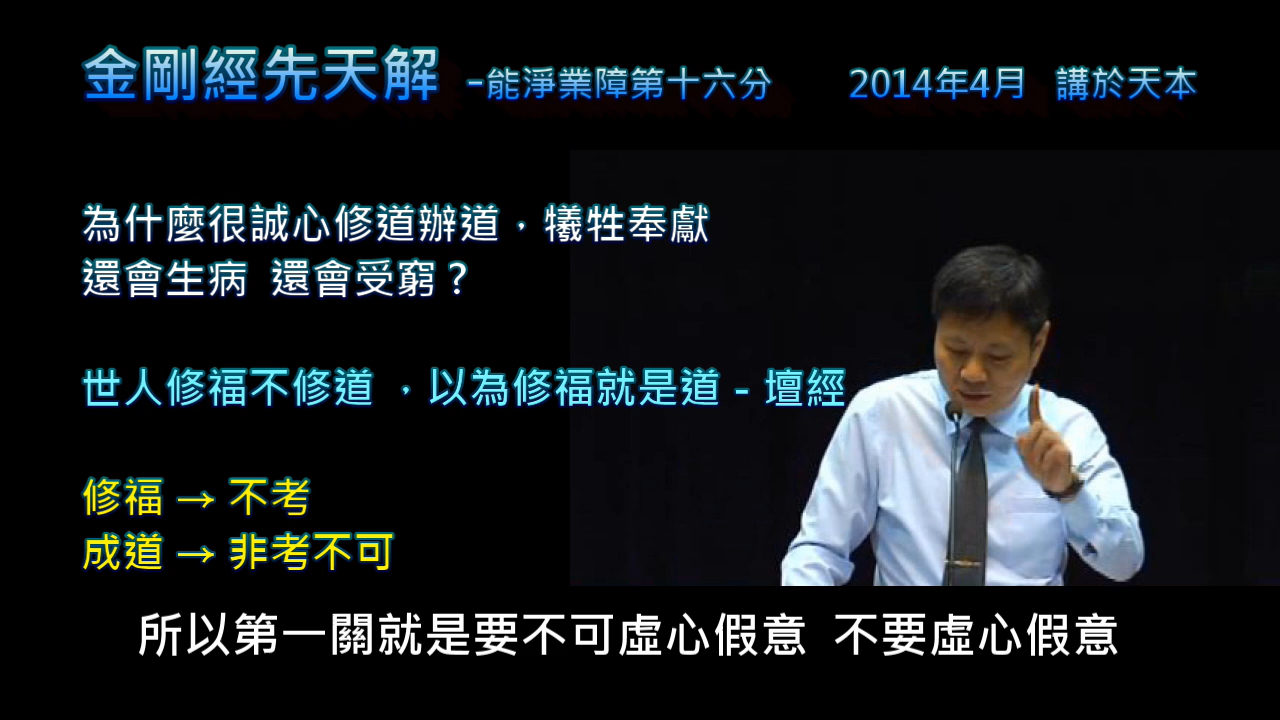 金剛經先天解 -能淨業障第十六分 2014年4月 講於天本
為什麼很誠心修道辦道，犧牲奉獻
還會生病 還會受窮？
世人修福不修道 ，以為修福就是道 - 壇經
修福 → 不考
成道 → 非考不可
所以第一關就是要不可虛心假意 不要虛心假意